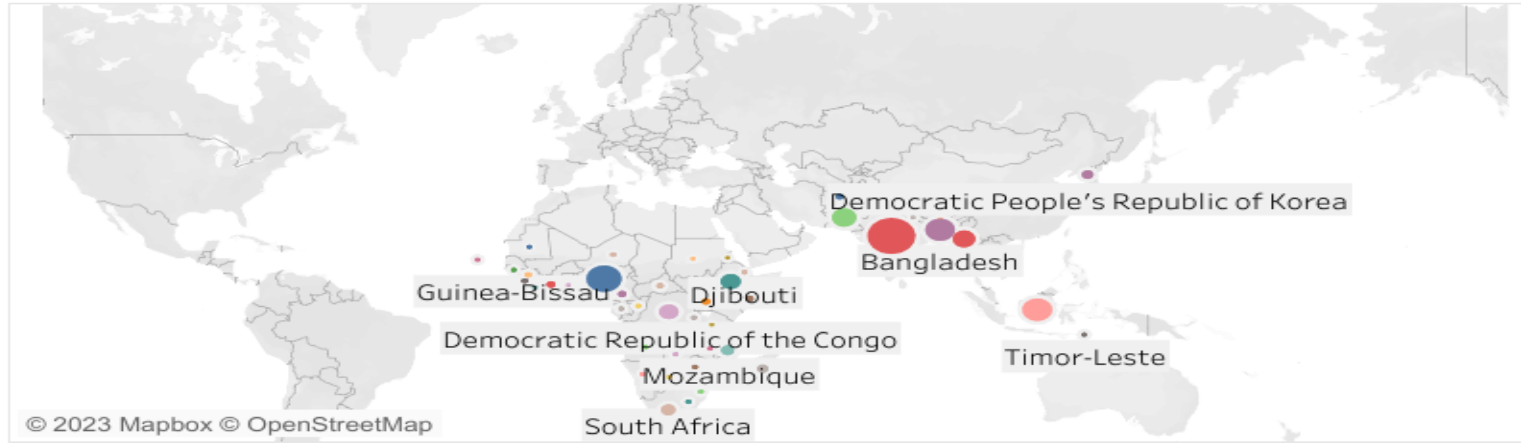 Democratic People's Republic of Korea
Bangladesh
Guinea-Bissau
Djibouti
Democratic Republic of the Congo
Timor-Leste
Mozambique
South Africa
© 2023 Mapbox © OpenStreetMap